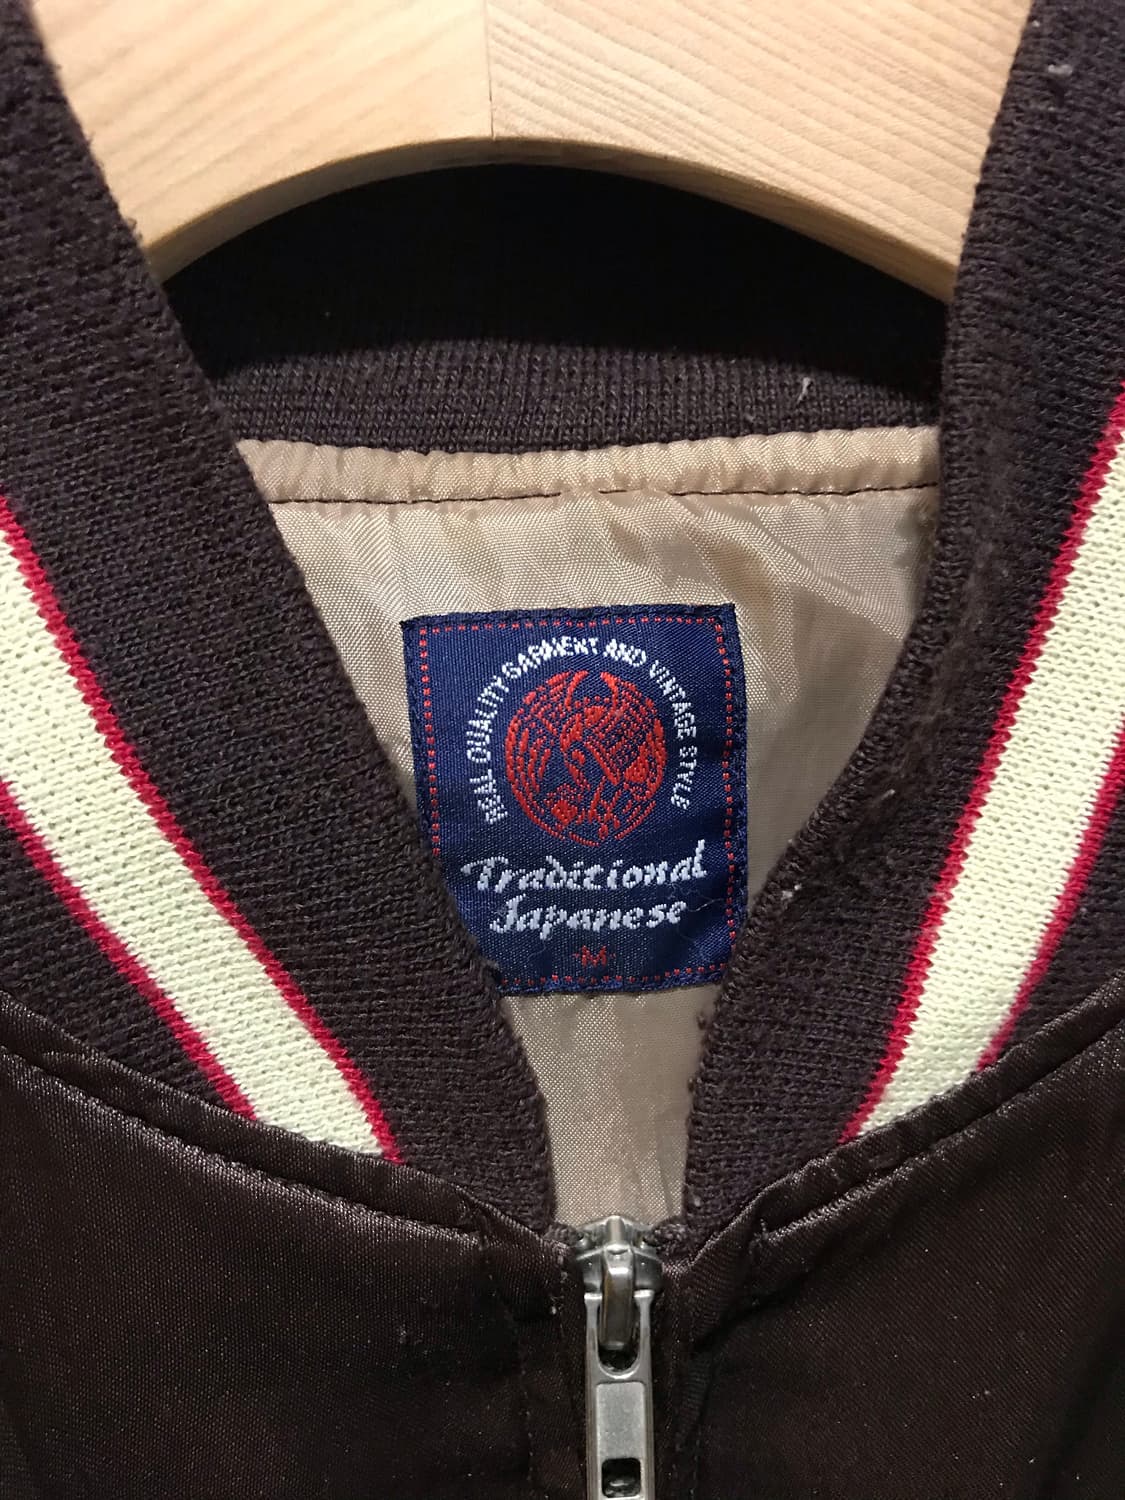 REAL QUALITY GARMENT AND VINTAGE STYLE
Traditional
Japanese
M